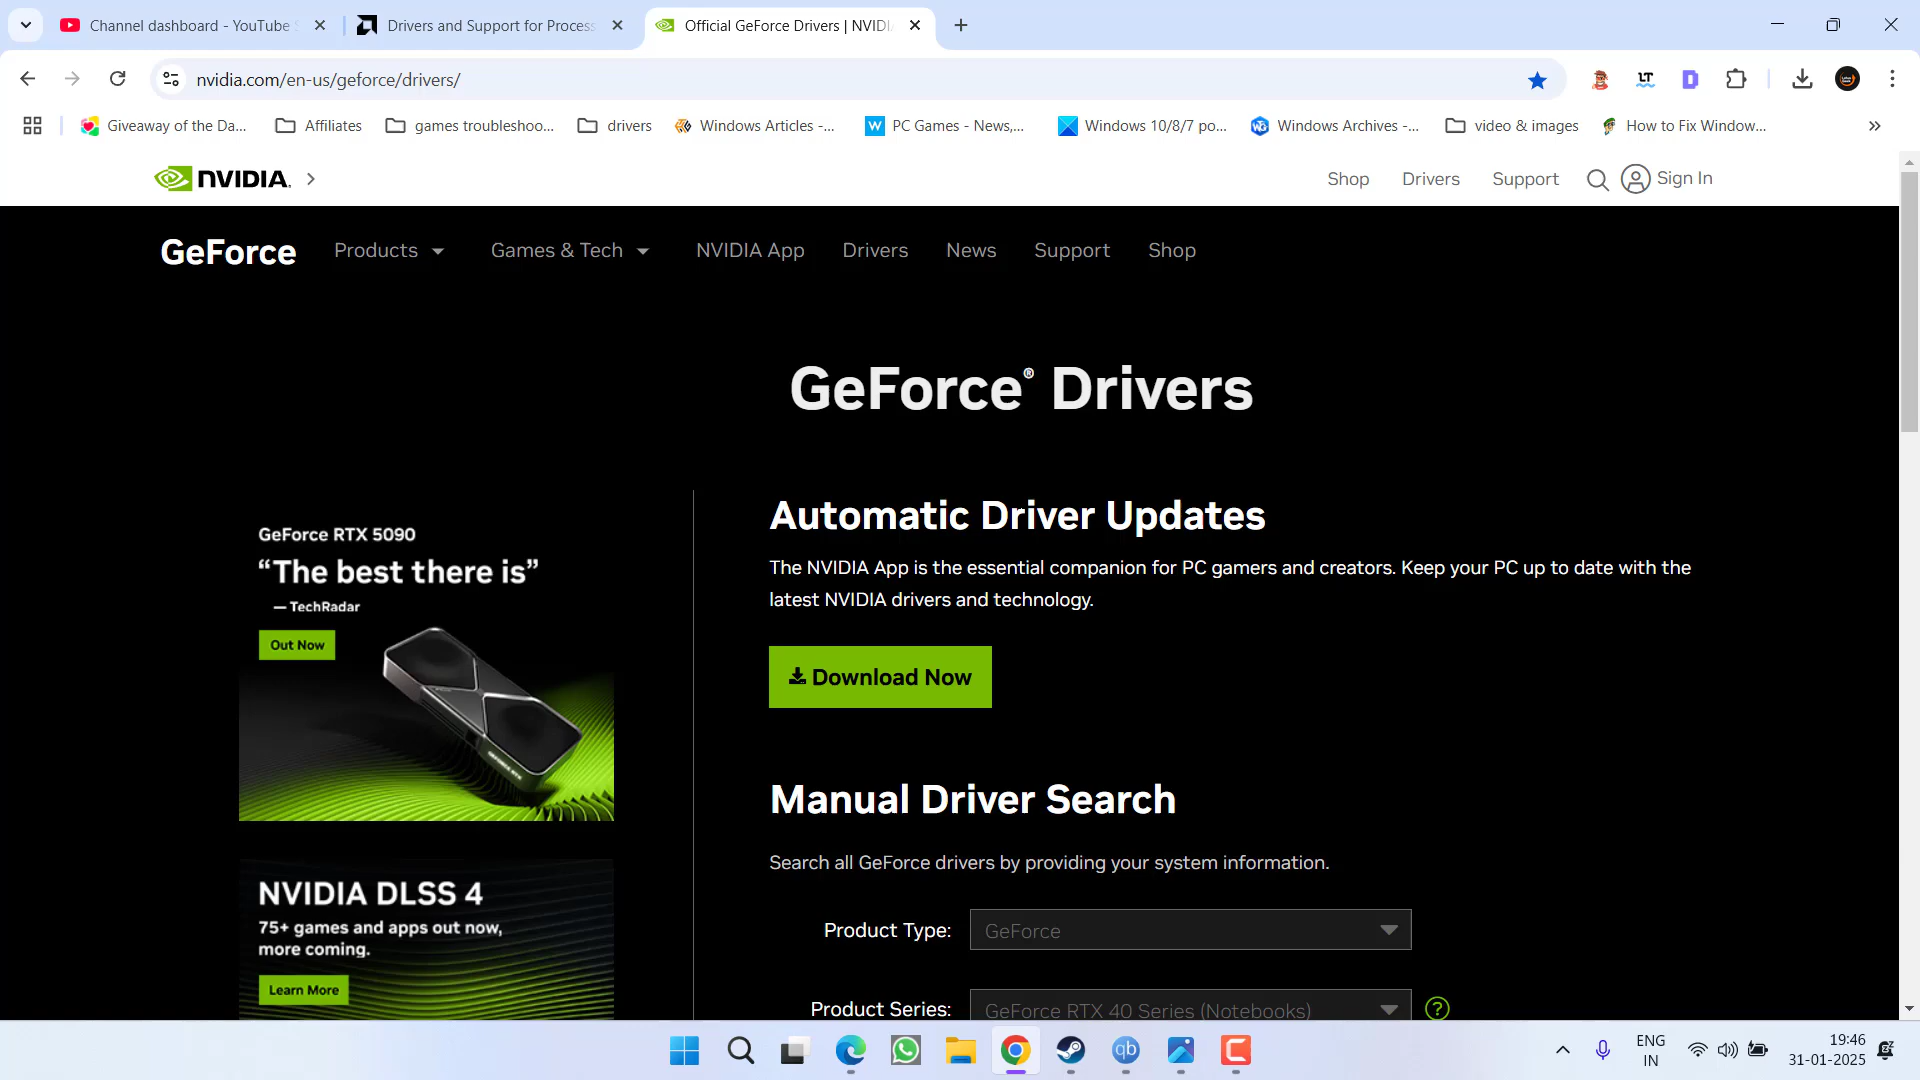 Channel dashboard - YouTube S
Drivers and Support for Process
Official GeForce Drivers | NVIDI
nvidia.com/en-us/geforce/drivers/
LT
Giveaway of the Da...
Affiliates
games troubleshoo...
drivers
Windows Articles -...
W
PC Games - News,...
Windows 10/8/7 po...
Windows Archives -...
video & images
How to Fix Window...
NVIDIA.
Shop
Drivers
Support
Sign In
GeForce
Products
Games & Tech
NVIDIA App
Drivers
News
Support
Shop
GeForce® Drivers
GeForce RTX 5090
“The best there is”
— TechRadar
Out Now
GEFORCE RTX
NVIDIA DLSS 4
75+ games and apps out now,
more coming.
Learn More
Automatic Driver Updates
The NVIDIA App is the essential companion for PC gamers and creators. Keep your PC up to date with the
latest NVIDIA drivers and technology.
Download Now
Manual Driver Search
Search all GeForce drivers by providing your system information.
Product Type:
GeForce
Product Series:
GeForce RTX 40 Series (Notebooks)
?
qb
ENG
IN
19:46
31-01-2025